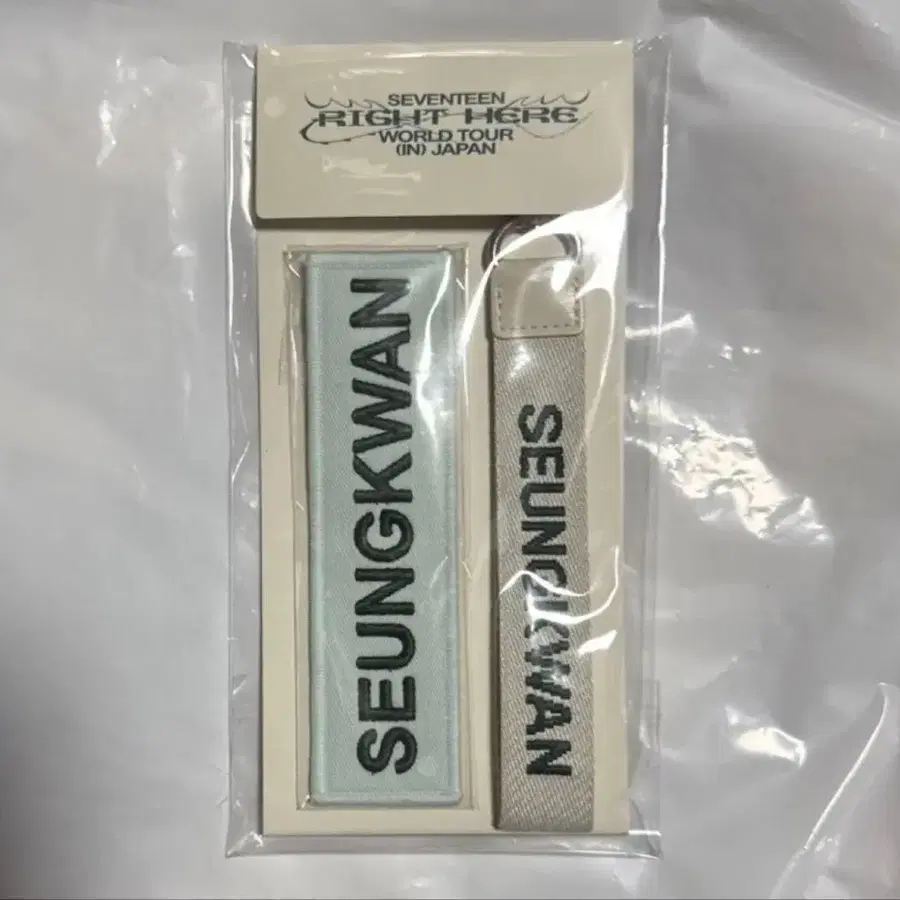 SEVENTEEN
RIGHT HERE
WORLD TOUR
(IN) JAPAN
SEUNGKWAN
SEUNGKWAN